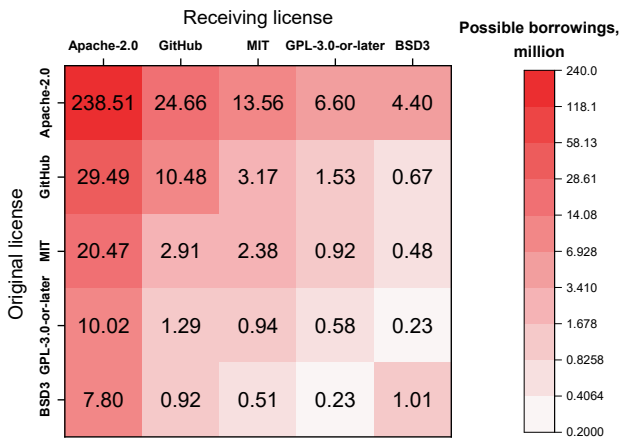 Receiving license
Apache-2.0 GitHub MIT GPL-3.0-or-later BSD3
Possible borrowings,
million
Original license
Apache-2.0 238.51 24.66 13.56 6.60 4.40
GitHub 29.49 10.48 3.17 1.53 0.67
MIT 20.47 2.91 2.38 0.92 0.48
GPL-3.0-or-later 10.02 1.29 0.94 0.58 0.23
BSD3 7.80 0.92 0.51 0.23 1.01
240.0
118.1
58.13
28.61
14.08
6.928
3.410
1.678
0.8258
0.4064
0.2000